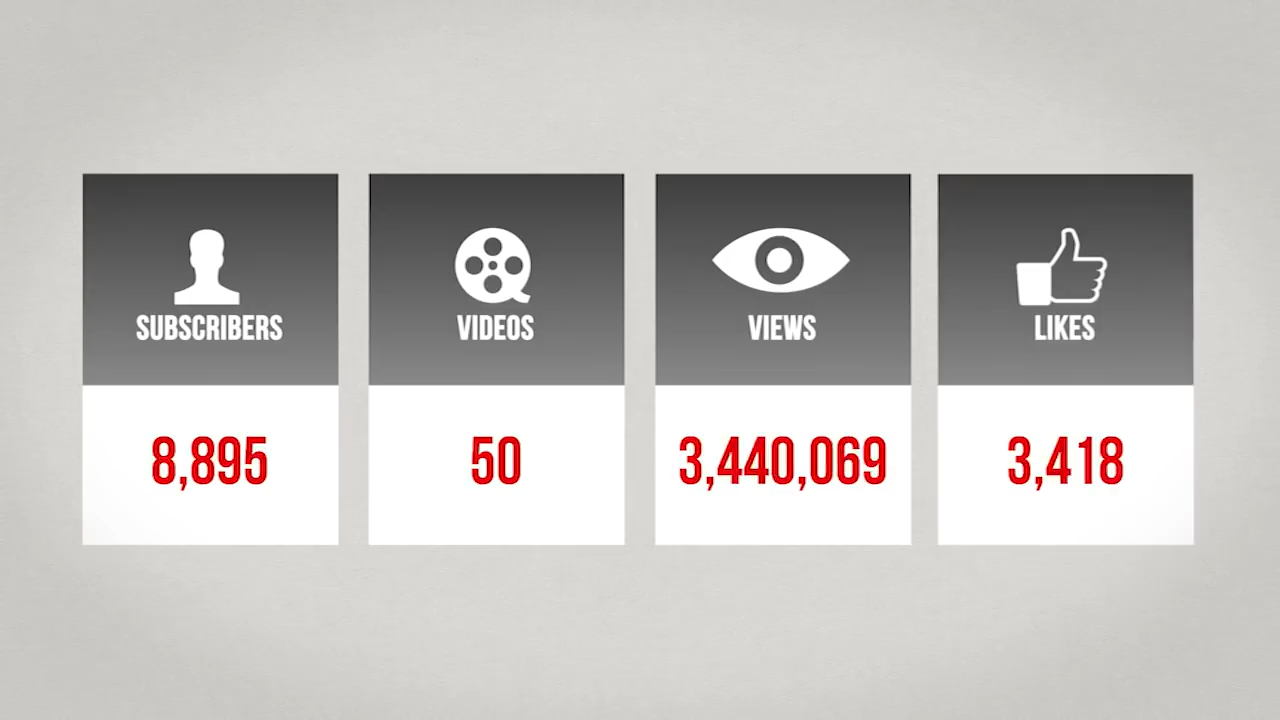 SUBSCRIBERS
8,895
VIDEOS
50
VIEWS
3,440,069
LIKES
3,418